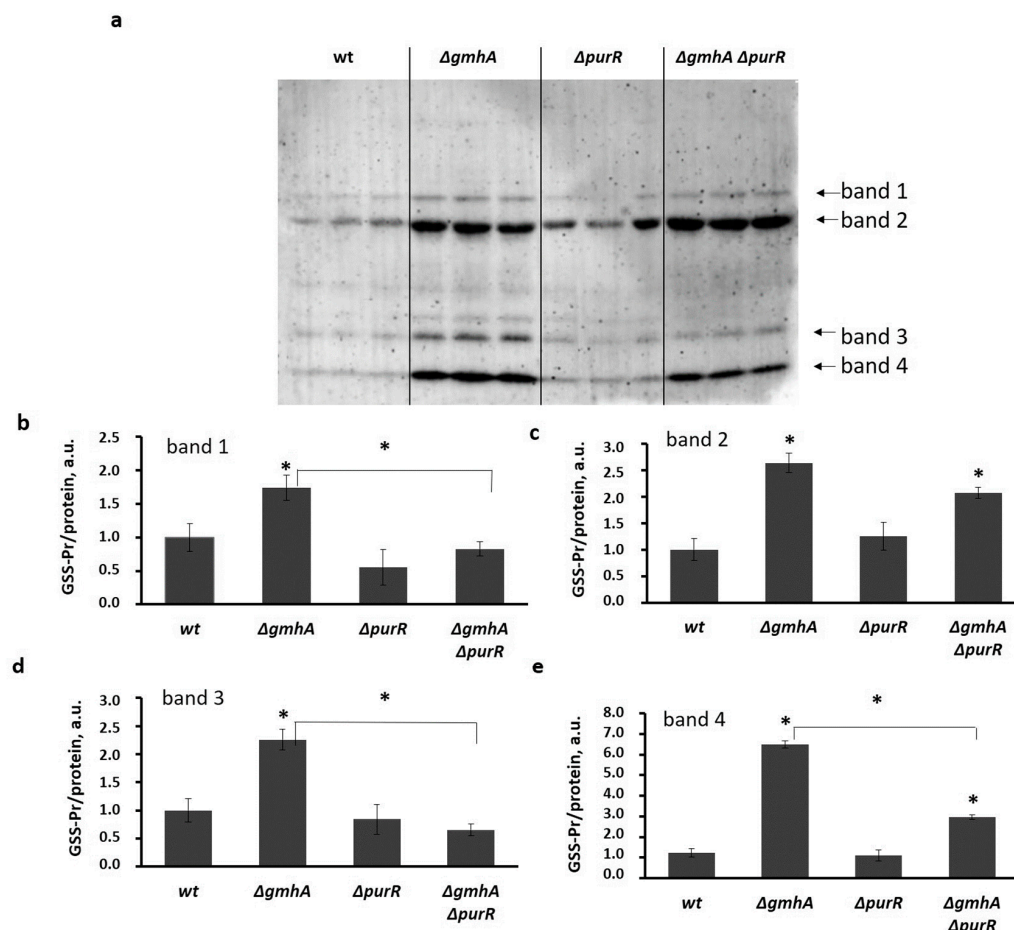 a
wt ΔgmhA ΔpurR ΔgmhA ΔpurR
band 1
band 2
band 3
band 4
b
GSS-Pr/protein, a.u.
2.5
2.0
1.5
1.0
0.5
0.0
band 1
*
*
wt ΔgmhA ΔpurR ΔgmhA
ΔpurR
c
GSS-Pr/protein, a.u.
3.0
2.5
2.0
1.5
1.0
0.5
0.0
band 2
*
*
wt ΔgmhA ΔpurR ΔgmhA
ΔpurR
d
GSS-Pr/protein, a.u.
3.0
2.5
2.0
1.5
1.0
0.5
0.0
band 3
*
*
wt ΔgmhA ΔpurR ΔgmhA
ΔpurR
e
GSS-Pr/protein, a.u.
8.0
7.0
6.0
5.0
4.0
3.0
2.0
1.0
0.0
band 4
*
*
*
wt ΔgmhA ΔpurR ΔgmhA
ΔpurR